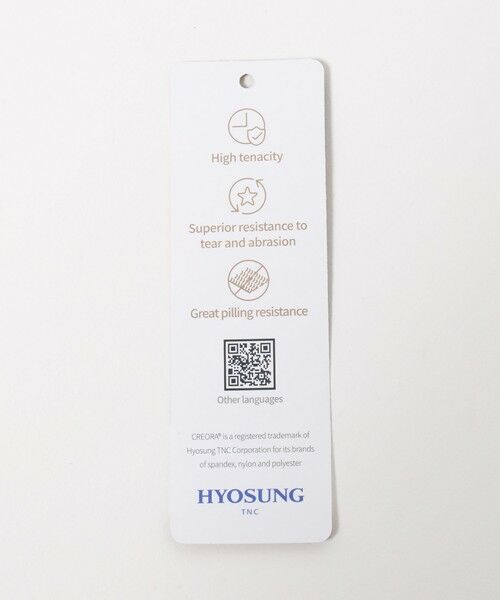 High tenacity
Superior resistance to
tear and abrasion
Great pilling resistance
Other languages
CREORA® is a registered trademark of
Hyosung TNC Corporation for its brands
of spandex, nylon and polyester
HYOSUNG
TNC